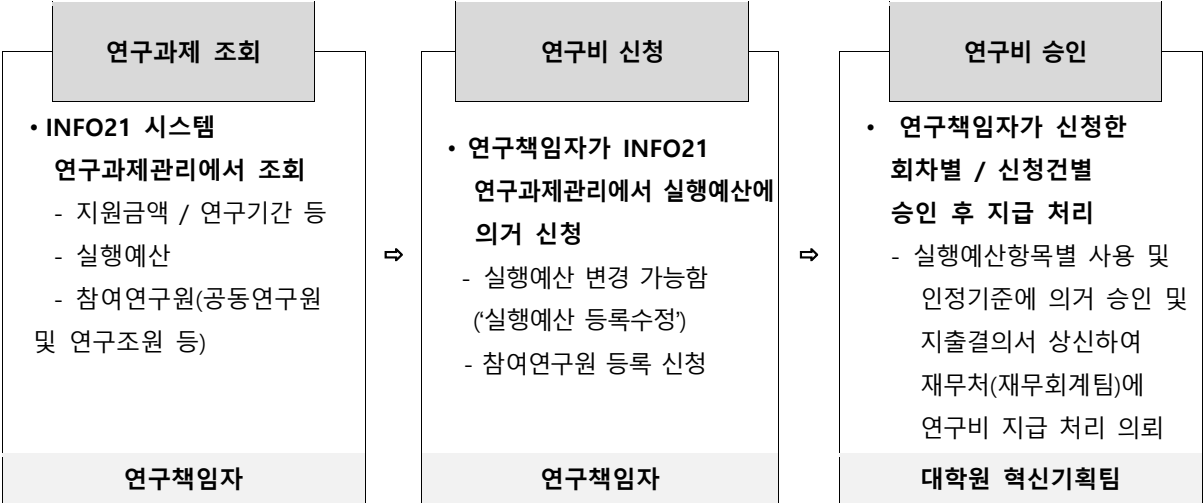 연구과제 조회
• INFO21 시스템
연구과제관리에서 조회
- 지원금액 / 연구기간 등
- 실행예산
- 참여연구원(공동연구원
및 연구조원 등)
연구책임자
⇨
연구비 신청
• 연구책임자가 INFO21
연구과제관리에서 실행예산에
의거 신청
- 실행예산 변경 가능함
(‘실행예산 등록수정’)
- 참여연구원 등록 신청
연구책임자
⇨
연구비 승인
• 연구책임자가 신청한
회차별 / 신청건별
승인 후 지급 처리
- 실행예산항목별 사용 및
인정기준에 의거 승인 및
지출결의서 상신하여
재무처(재무회계팀)에
연구비 지급 처리 의뢰
대학원 혁신기획팀